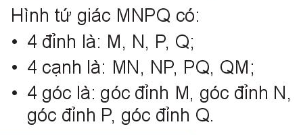 Hình tứ giác MNPQ có:
• 4 đỉnh là: M, N, P, Q;
• 4 cạnh là: MN, NP, PQ, QM;
• 4 góc là: góc đỉnh M, góc đỉnh N,
góc đỉnh P, góc đỉnh Q.